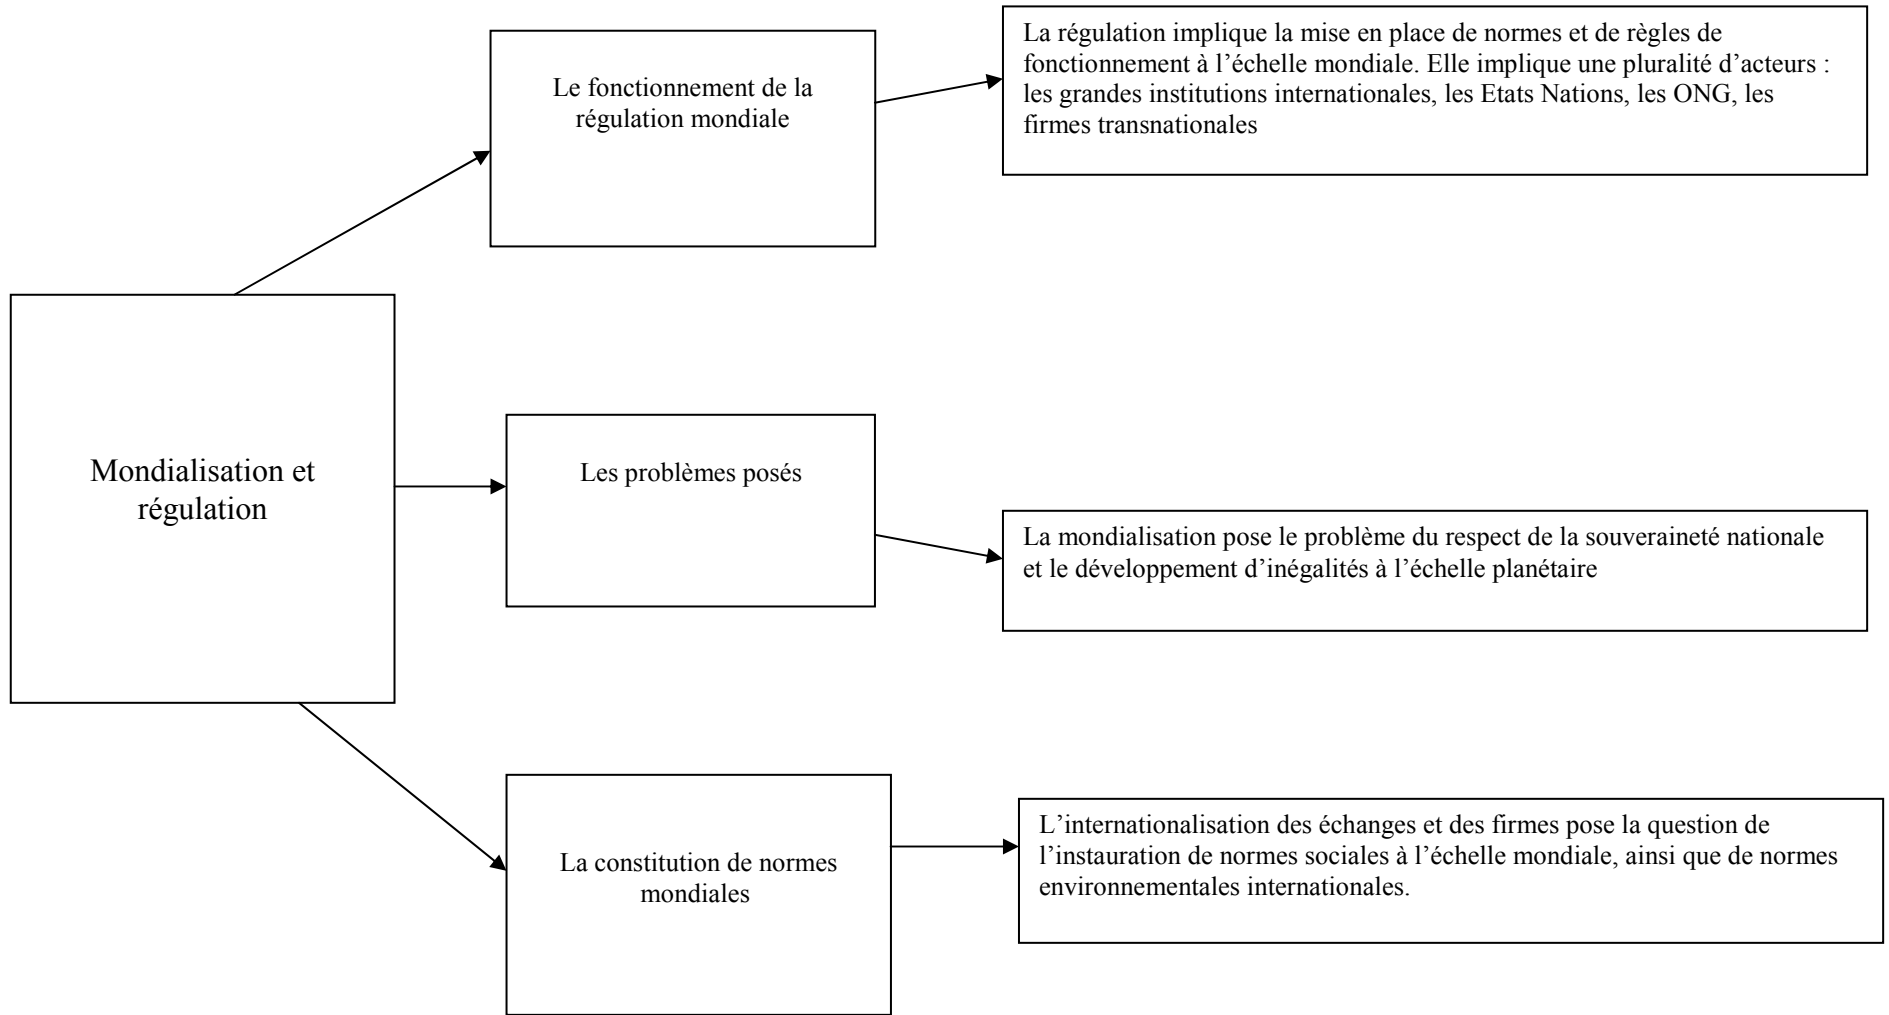 Le fonctionnement de la
régulation mondiale
La régulation implique la mise en place de normes et de règles de
fonctionnement à l’échelle mondiale. Elle implique une pluralité d’acteurs :
les grandes institutions internationales, les Etats Nations, les ONG, les
firmes transnationales
Mondialisation et
régulation
Les problèmes posés
La mondialisation pose le problème du respect de la souveraineté nationale
et le développement d’inégalités à l’échelle planétaire
La constitution de normes
mondiales
L’internationalisation des échanges et des firmes pose la question de
l’instauration de normes sociales à l’échelle mondiale, ainsi que de normes
environnementales internationales.